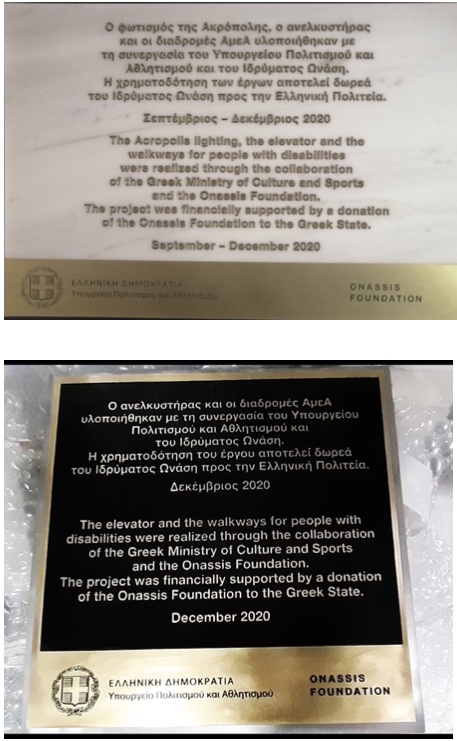 Ο φωτισμός της Ακρόπολης, ο ανελκυστήρας
και οι διαδρομές ΑμεΑ υλοποιήθηκαν με
τη συνεργασία του Υπουργείου Πολιτισμού και
Αθλητισμού και του Ιδρύματος Ωνάση.
Η χρηματοδότηση των έργων αποτελεί δωρεά
του Ιδρύματος Ωνάση προς την Ελληνική Πολιτεία.
Σεπτέμβριος – Δεκέμβριος 2020
The Acropolis lighting, the elevator and the
walkways for people with disabilities
were realized through the collaboration
of the Greek Ministry of Culture and Sports
and the Onassis Foundation.
The project was financially supported by a donation
of the Onassis Foundation to the Greek State.
September – December 2020
ΕΛΛΗΝΙΚΗ ΔΗΜΟΚΡΑΤΙΑ
Υπουργείο Πολιτισμού και Αθλητισμού
ONASSIS
FOUNDATION
Ο ανελκυστήρας και οι διαδρομές ΑμεΑ
υλοποιήθηκαν με τη συνεργασία του Υπουργείου
Πολιτισμού και Αθλητισμού και
του Ιδρύματος Ωνάση.
Η χρηματοδότηση του έργου αποτελεί δωρεά
του Ιδρύματος Ωνάση προς την Ελληνική Πολιτεία.
Δεκέμβριος 2020
The elevator and the walkways for people with
disabilities were realized through the collaboration
of the Greek Ministry of Culture and Sports
and the Onassis Foundation.
The project was financially supported by a donation
of the Onassis Foundation to the Greek State.
December 2020
ΕΛΛΗΝΙΚΗ ΔΗΜΟΚΡΑΤΙΑ
Υπουργείο Πολιτισμού και Αθλητισμού
ONASSIS
FOUNDATION